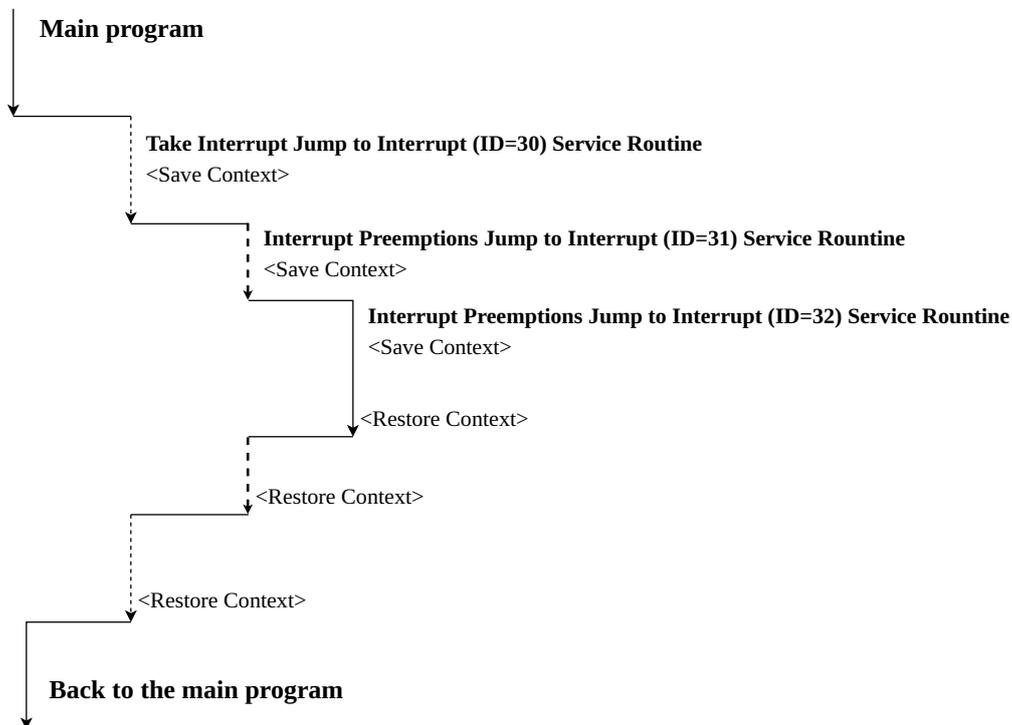 Main program
Take Interrupt Jump to Interrupt (ID=30) Service Routine
<Save Context>
Interrupt Preemptions Jump to Interrupt (ID=31) Service Rountine
<Save Context>
Interrupt Preemptions Jump to Interrupt (ID=32) Service Rountine
<Save Context>
<Restore Context>
<Restore Context>
<Restore Context>
Back to the main program